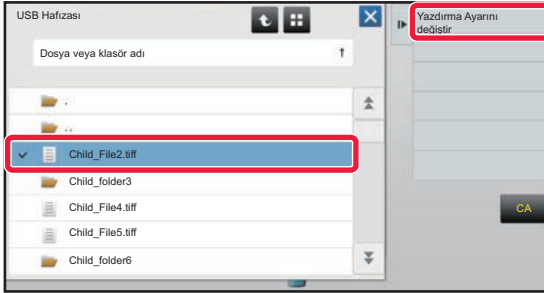 USB Hafızası
Yazdırma Ayarını
değiştir
Dosya veya klasör adı
.
..
Child_File2.tiff
Child_folder3
Child_File4.tiff
Child_File5.tiff
Child_folder6
CA